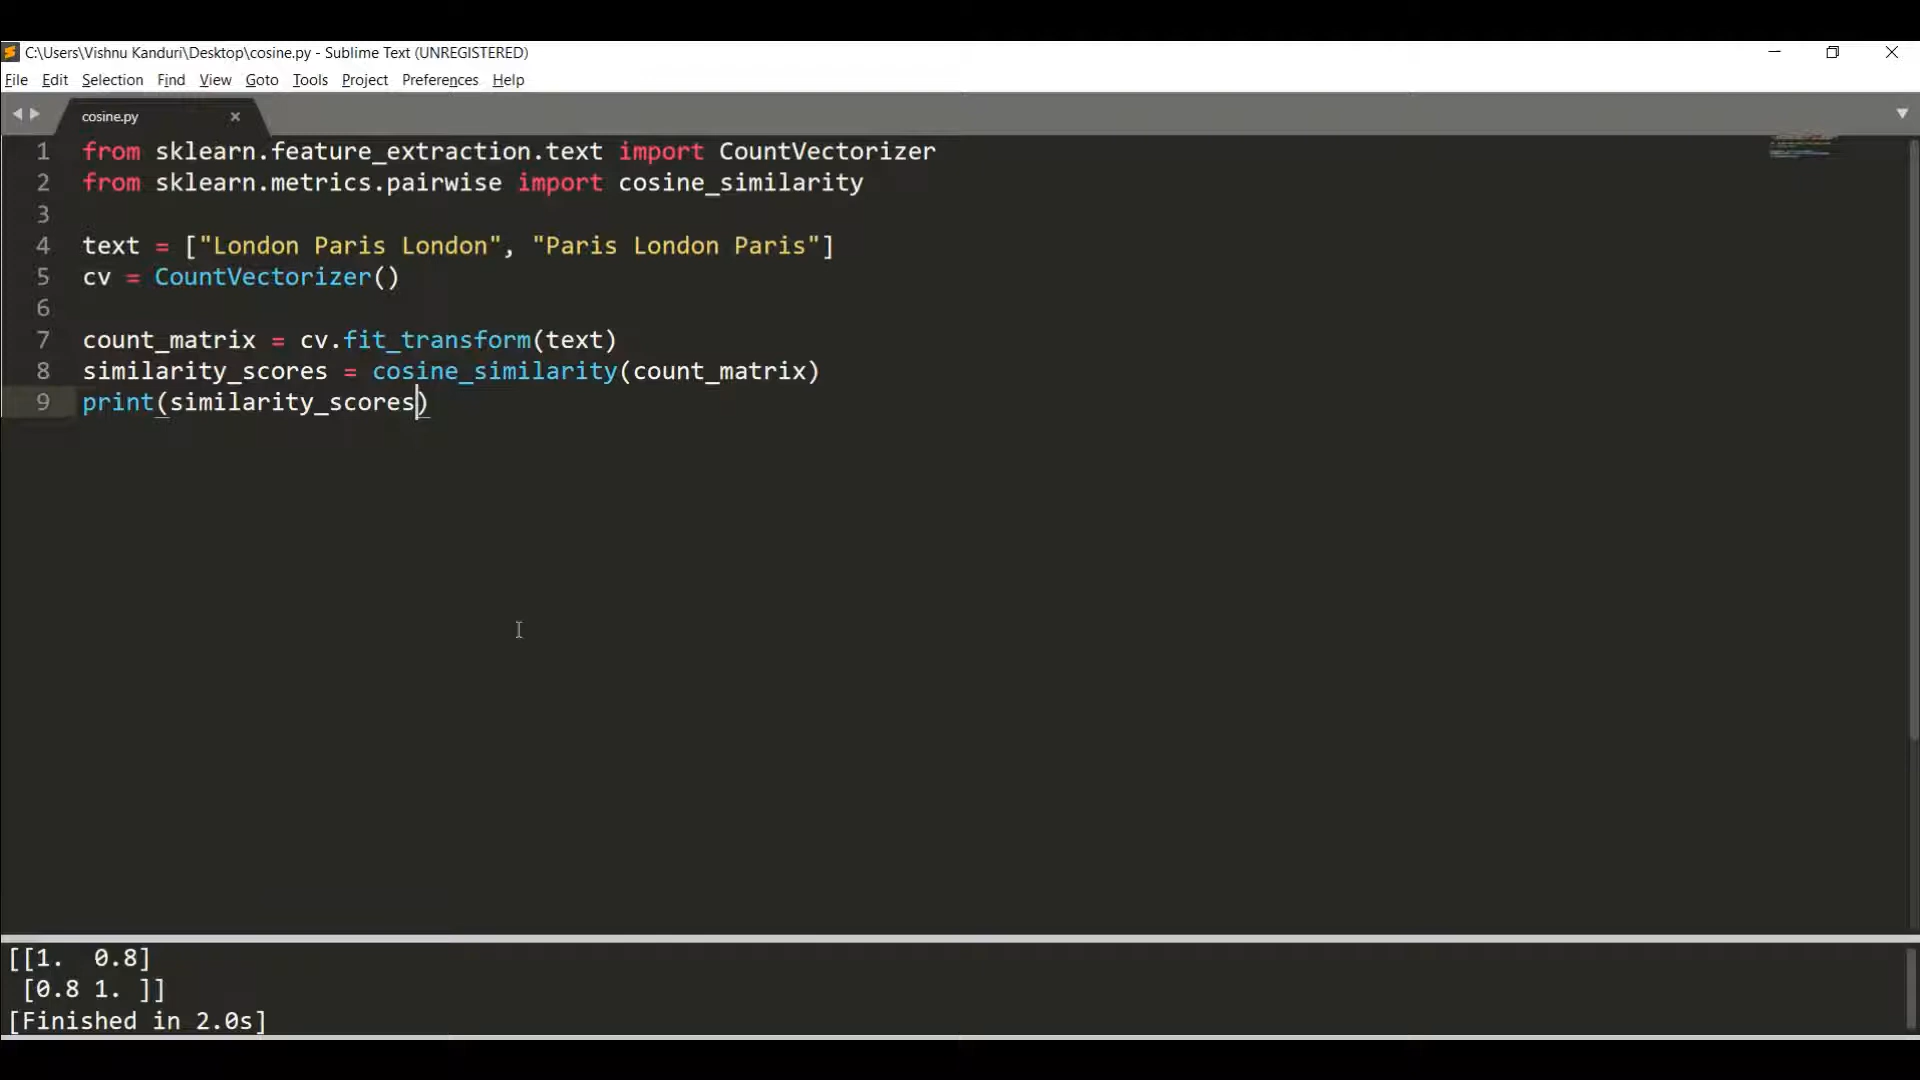 C:\Users\Vishnu Kanduri\Desktop\cosine.py - Sublime Text (UNREGISTERED)
File Edit Selection Find View Goto Tools Project Preferences Help
cosine.py
1 from sklearn.feature_extraction.text import CountVectorizer
2 from sklearn.metrics.pairwise import cosine_similarity
3
4 text = ["London Paris London", "Paris London Paris"]
5 cv = CountVectorizer()
6
7 count_matrix = cv.fit_transform(text)
8 similarity_scores = cosine_similarity(count_matrix)
9 print(similarity_scores)
[[1.  0.8]
 [0.8 1. ]]
[Finished in 2.0s]